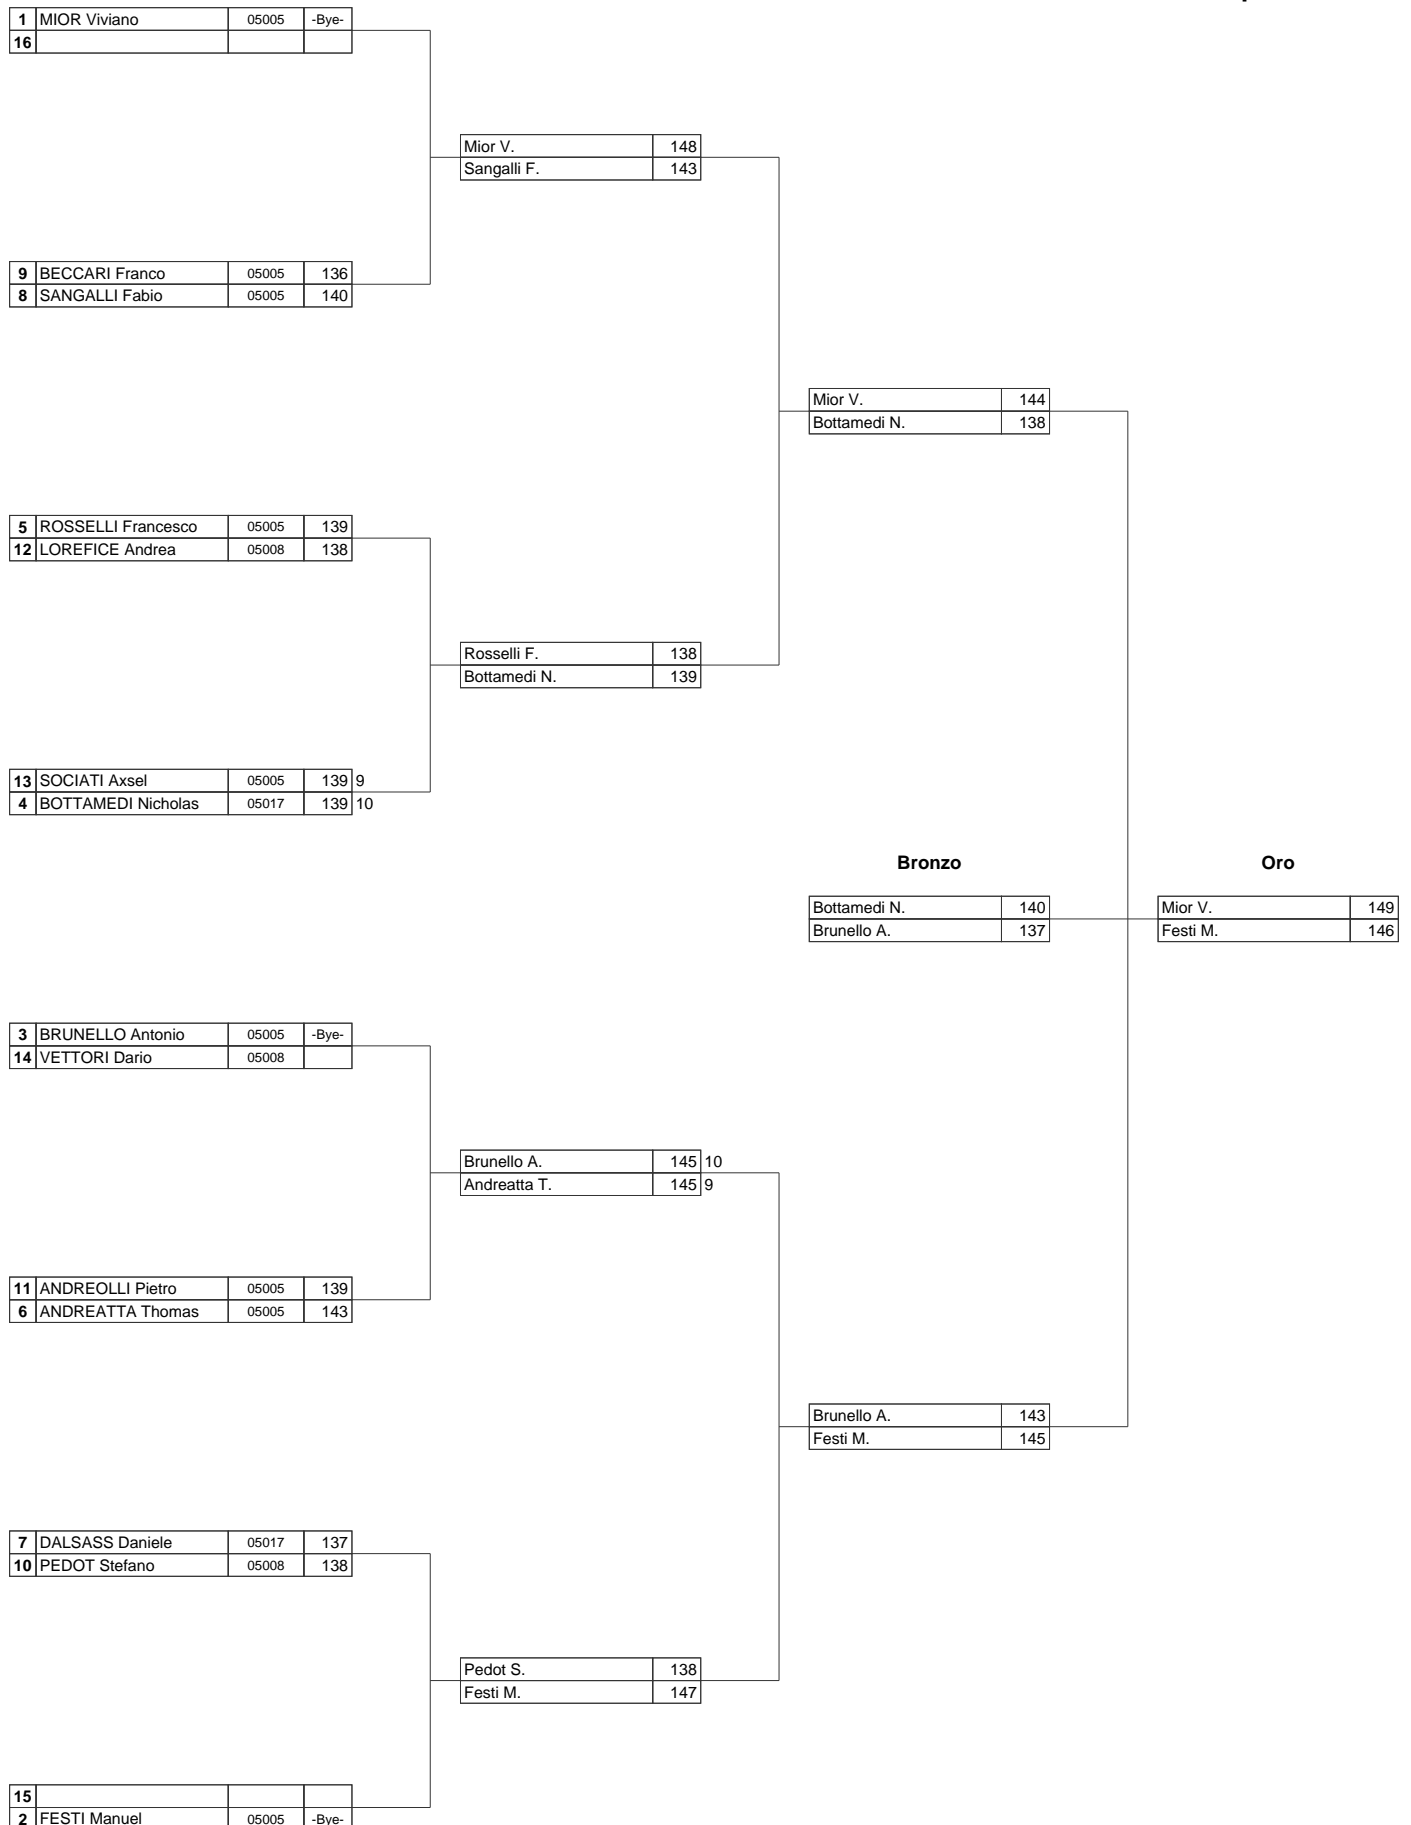 1 MIOR Viviano 05005 -Bye-
16
Mior V. 148
Sangalli F. 143
9 BECCARI Franco 05005 136
8 SANGALLI Fabio 05005 140
Mior V. 144
Bottamedi N. 138
5 ROSSELLI Francesco 05005 139
12 LOREFICE Andrea 05008 138
Rosselli F. 138
Bottamedi N. 139
13 SOCIATI Axsel 05005 139 9
4 BOTTAMEDI Nicholas 05017 139 10
Bronzo Oro
Bottamedi N. 140 Mior V. 149
Brunello A. 137 Festi M. 146
3 BRUNELLO Antonio 05005 -Bye-
14 VETTORI Dario 05008
Brunello A. 145 10
Andreatta T. 145 9
11 ANDREOLLI Pietro 05005 139
6 ANDREATTA Thomas 05005 143
Brunello A. 143
Festi M. 145
7 DALSASS Daniele 05017 137
10 PEDOT Stefano 05008 138
Pedot S. 138
Festi M. 147
15
2 FESTI Manuel 05005 -Bye-